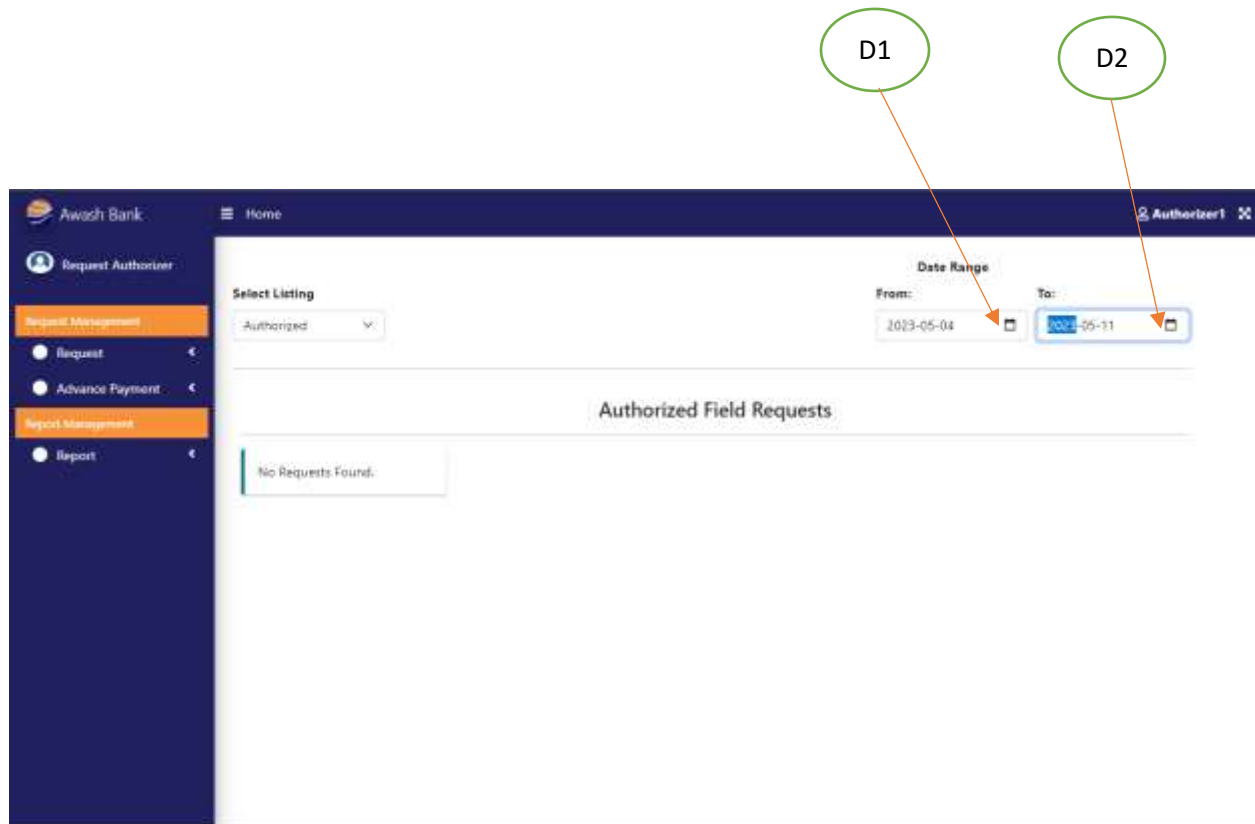 D1
D2
Awash Bank
Home
Authorizer1
Request Authorizer
Date Range
Select Listing
From:
To:
Request Management
Authorized
2023-05-04
2023-05-11
Request
Advance Payment
Authorized Field Requests
Report Management
Report
No Requests Found.